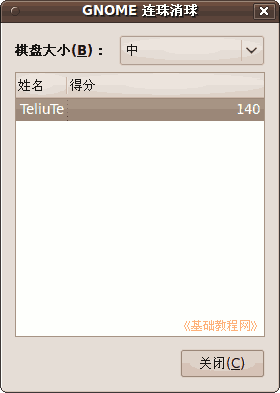 GNOME 连珠消球
棋盘大小(B)： 中
姓名 得分
TeliuTe 140
《基础教程网》
关闭(C)